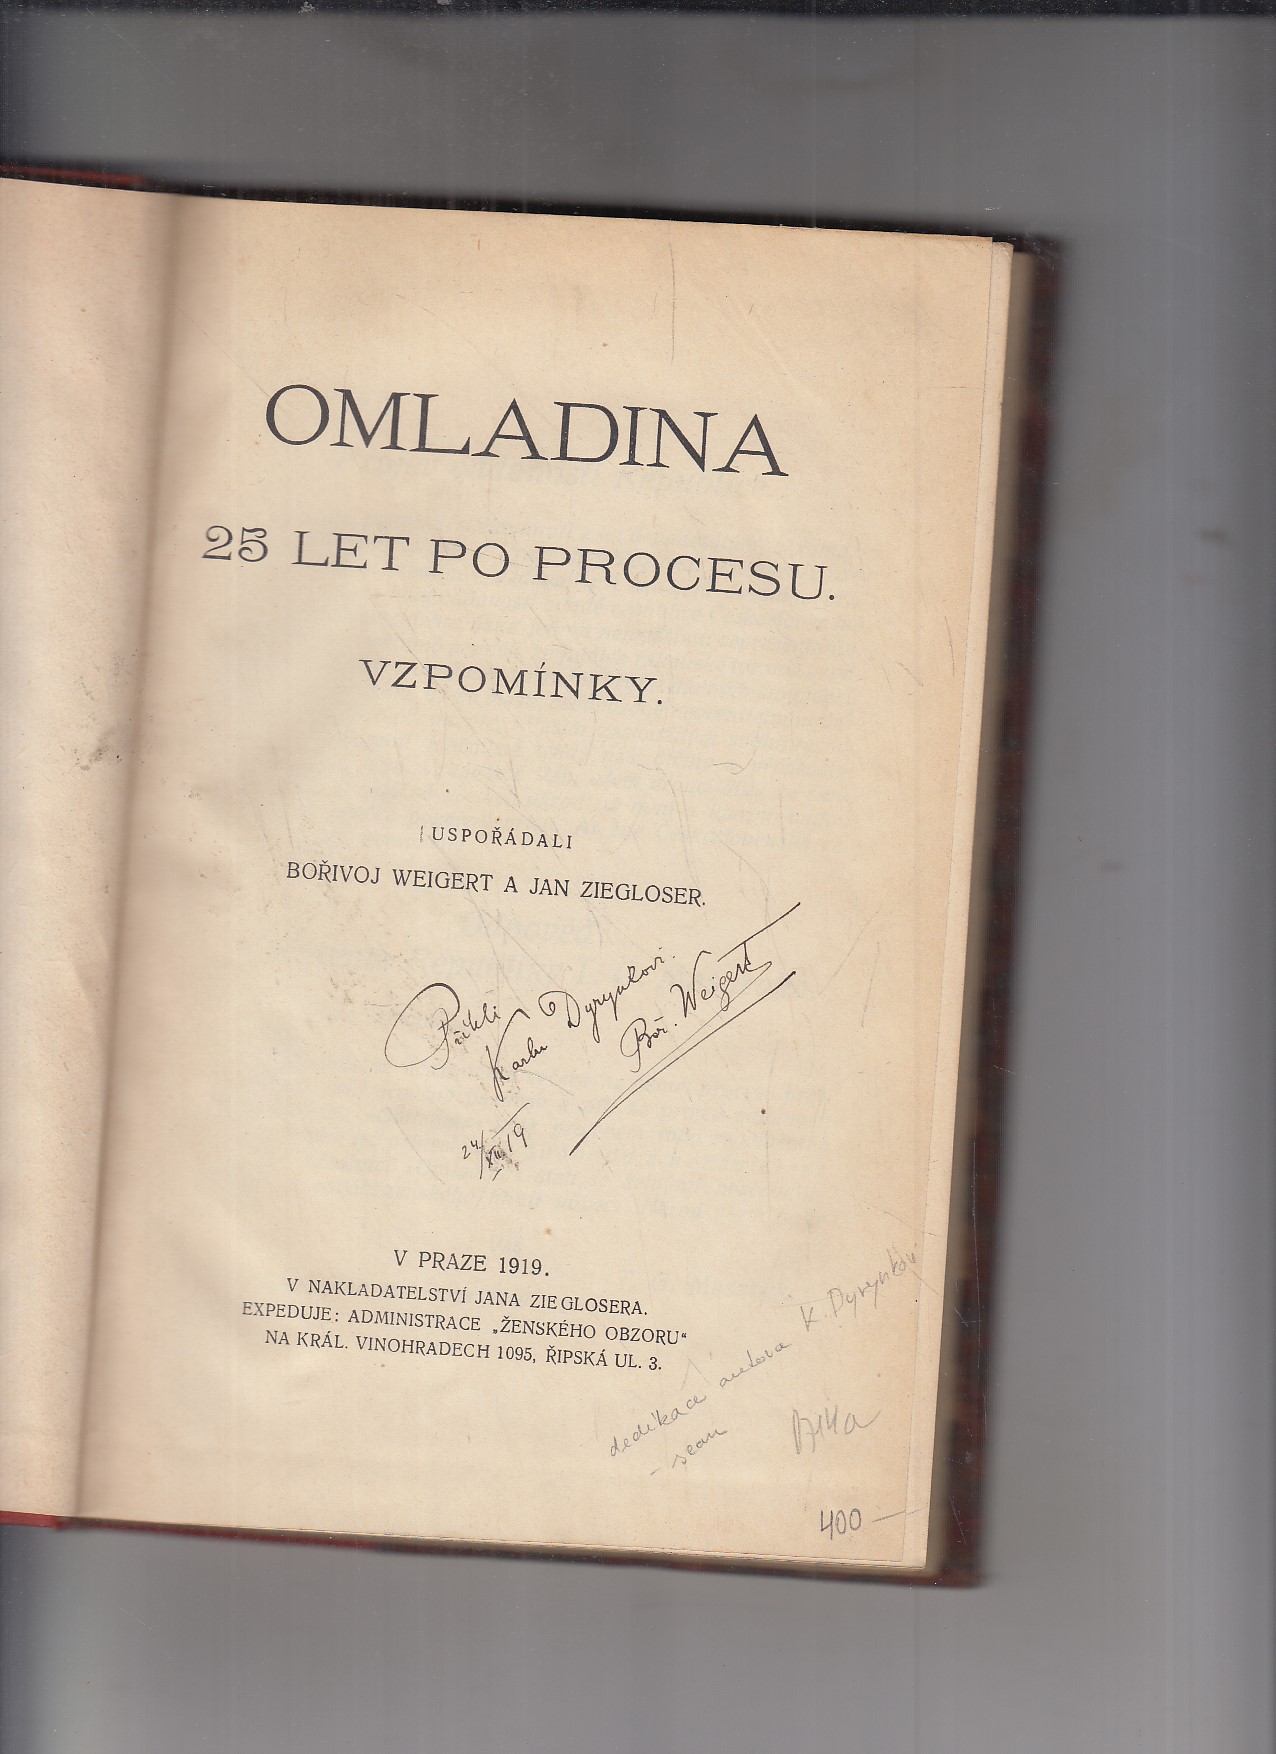 OMLADINA
25 LET PO PROCESU.
VZPOMÍNKY.
USPOŘÁDALI
BOŘIVOJ WEIGERT A JAN ZIEGLOSER.
Příteli
Karlu Dyrynkovi.
Boř. Weigert
24/XII 19
V PRAZE 1919.
V NAKLADATELSTVÍ JANA ZIEGLOSERA.
EXPEDUJE: ADMINISTRACE „ŽENSKÉHO OBZORU“
NA KRÁL. VINOHRADECH 1095, ŘIPSKÁ UL. 3.
dedikace autora K. Dyrynkovi
400 —